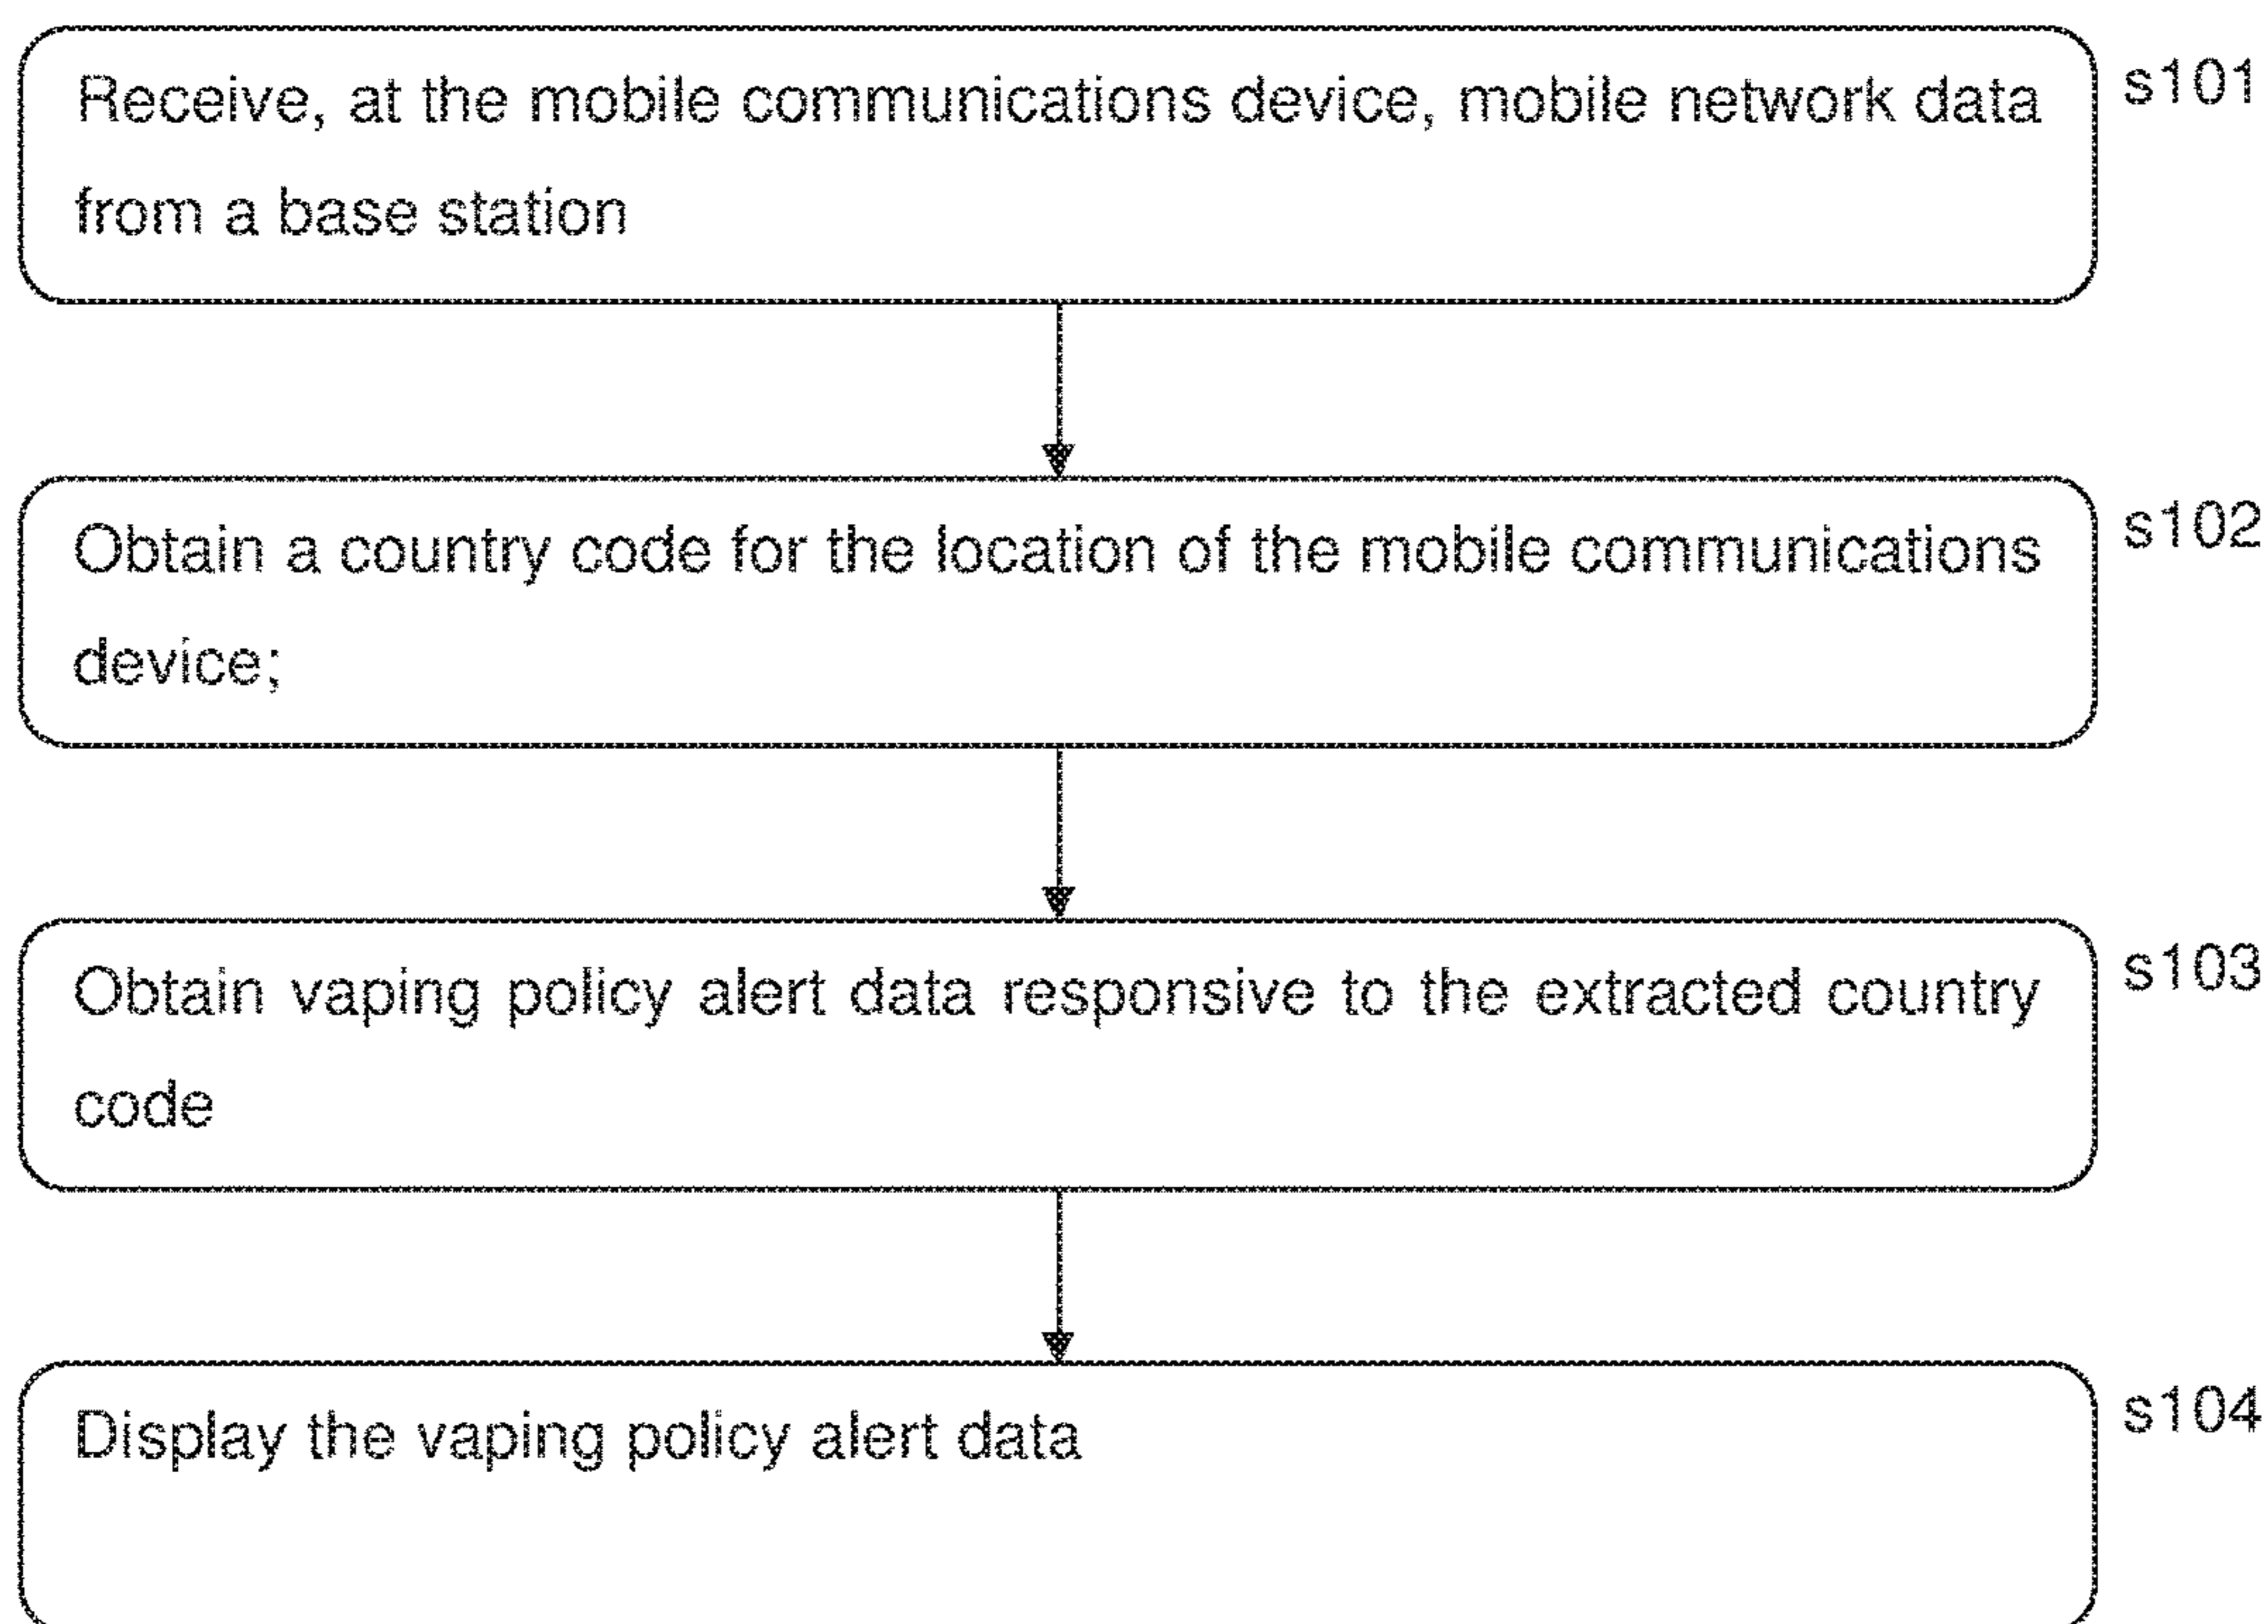 Receive, at the mobile communications device, mobile network data
s101
from a base station
Obtain a country code for the location of the mobile communications
s102
device;
Obtain vaping policy alert data responsive to the extracted country
s103
code
Display the vaping policy alert data
s104